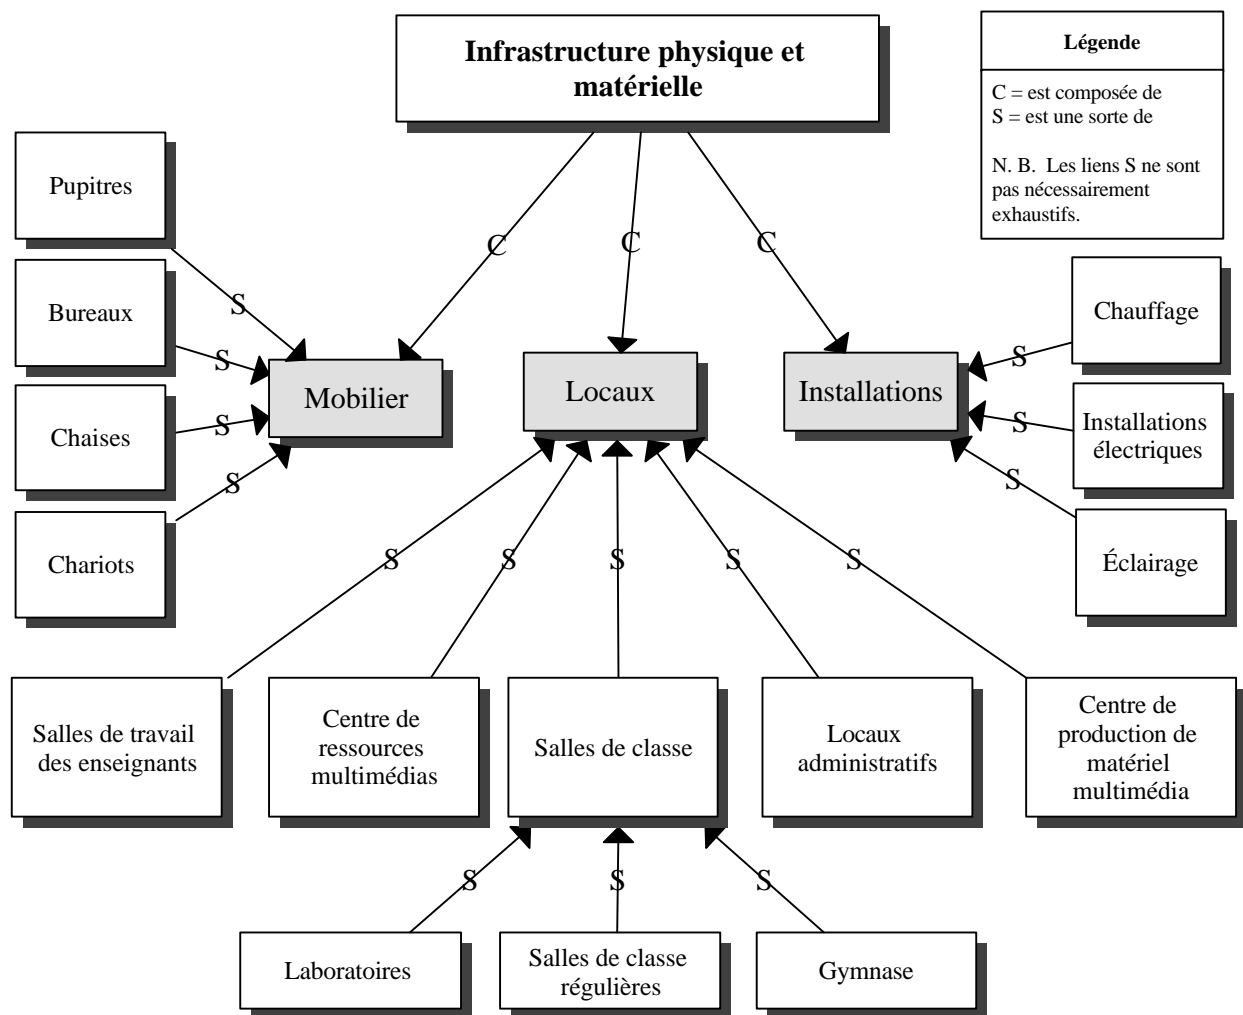 Infrastructure physique et
matérielle
Légende
C = est composée de
S = est une sorte de
N. B. Les liens S ne sont
pas nécessairement
exhaustifs.
Pupitres
Bureaux
Chaises
Chariots
S
S
S
S
C
C
C
Mobilier
Locaux
Installations
S
S
S
Chauffage
Installations
électriques
Éclairage
S
S
S
S
S
Salles de travail
des enseignants
Centre de
ressources
multimédias
Salles de classe
Locaux
administratifs
Centre de
production de
matériel
multimédia
S
S
S
Laboratoires
Salles de classe
régulières
Gymnase